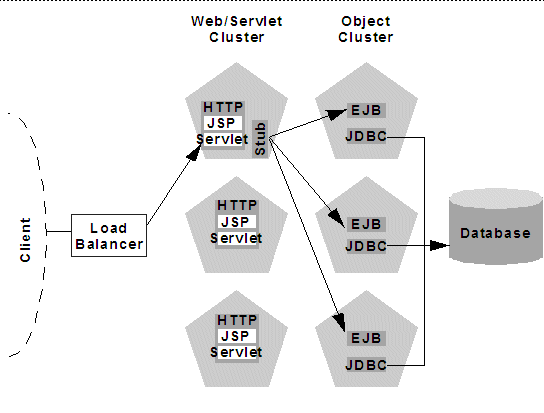 Web/Servlet
Cluster
Object
Cluster
HTTP
JSP
Servlet
Stub
EJB
JDBC
Client
Load
Balancer
HTTP
JSP
Servlet
EJB
JDBC
Database
HTTP
JSP
Servlet
EJB
JDBC